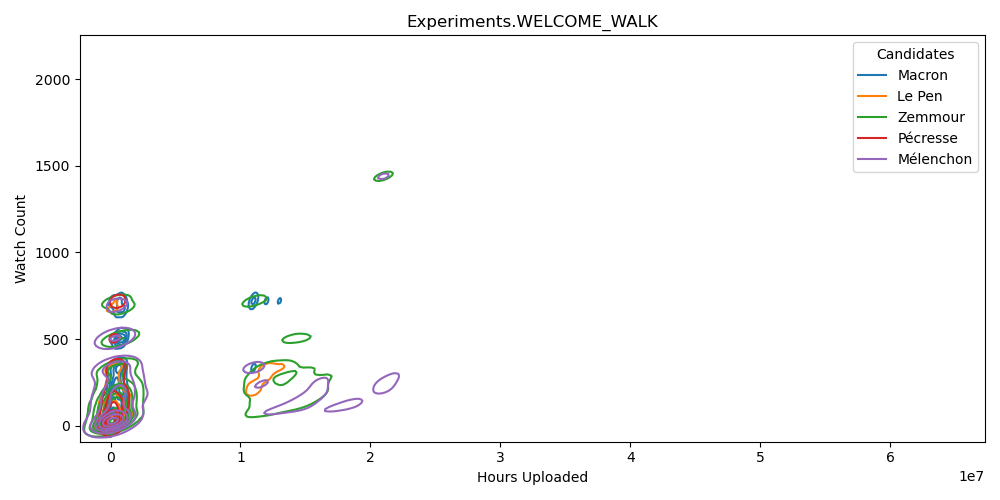 Experiments.WELCOME_WALK
Candidates
Macron
Le Pen
Zemmour
Pécresse
Mélenchon
Watch Count
2000
1500
1000
500
0
0
1
2
3
4
5
6
1e7
Hours Uploaded